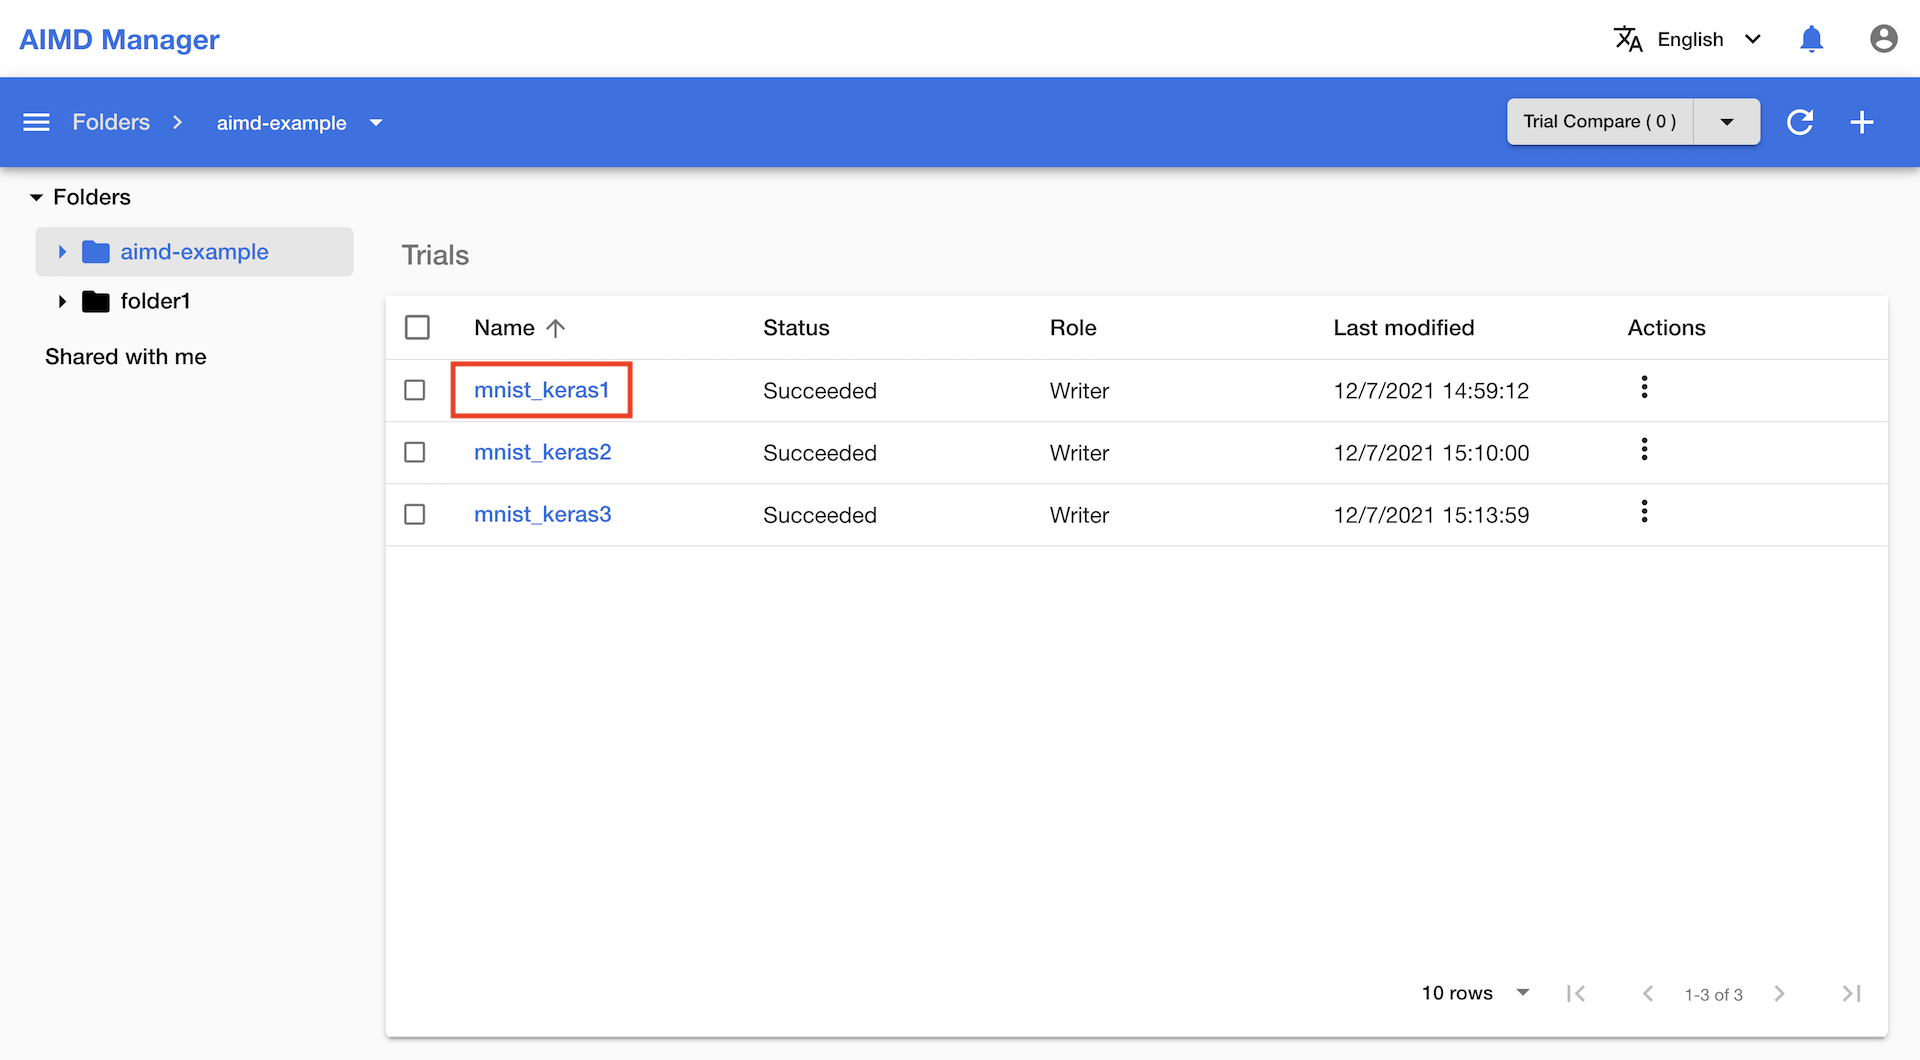 AIMD Manager
English
Folders
aimd-example
Trial Compare ( 0 )
Folders
aimd-example
folder1
Shared with me
Trials
Name Status Role Last modified Actions
mnist_keras1 Succeeded Writer 12/7/2021 14:59:12
mnist_keras2 Succeeded Writer 12/7/2021 15:10:00
mnist_keras3 Succeeded Writer 12/7/2021 15:13:59
10 rows 1-3 of 3